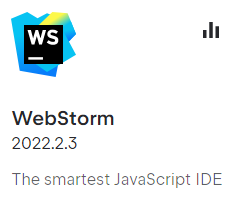 WS
WebStorm
2022.2.3
The smartest JavaScript IDE